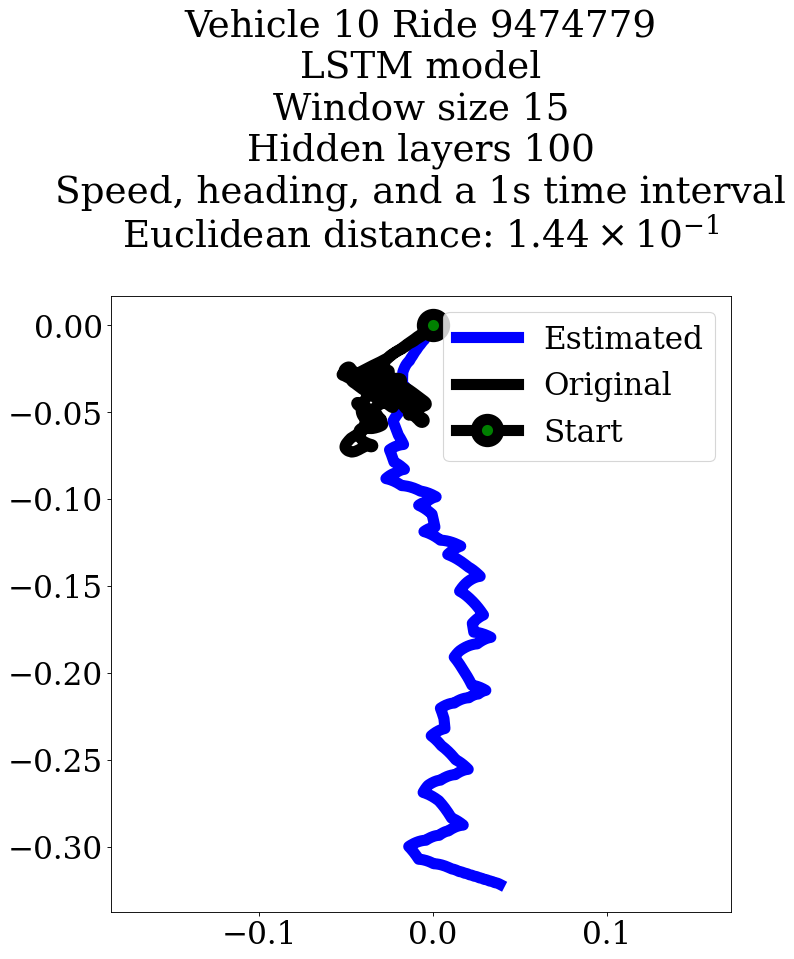 Vehicle 10 Ride 9474779
LSTM model
Window size 15
Hidden layers 100
Speed, heading, and a 1s time interval
Euclidean distance: 1.44 × 10⁻¹
Estimated
Original
Start
0.00
−0.05
−0.10
−0.15
−0.20
−0.25
−0.30
−0.1
0.0
0.1